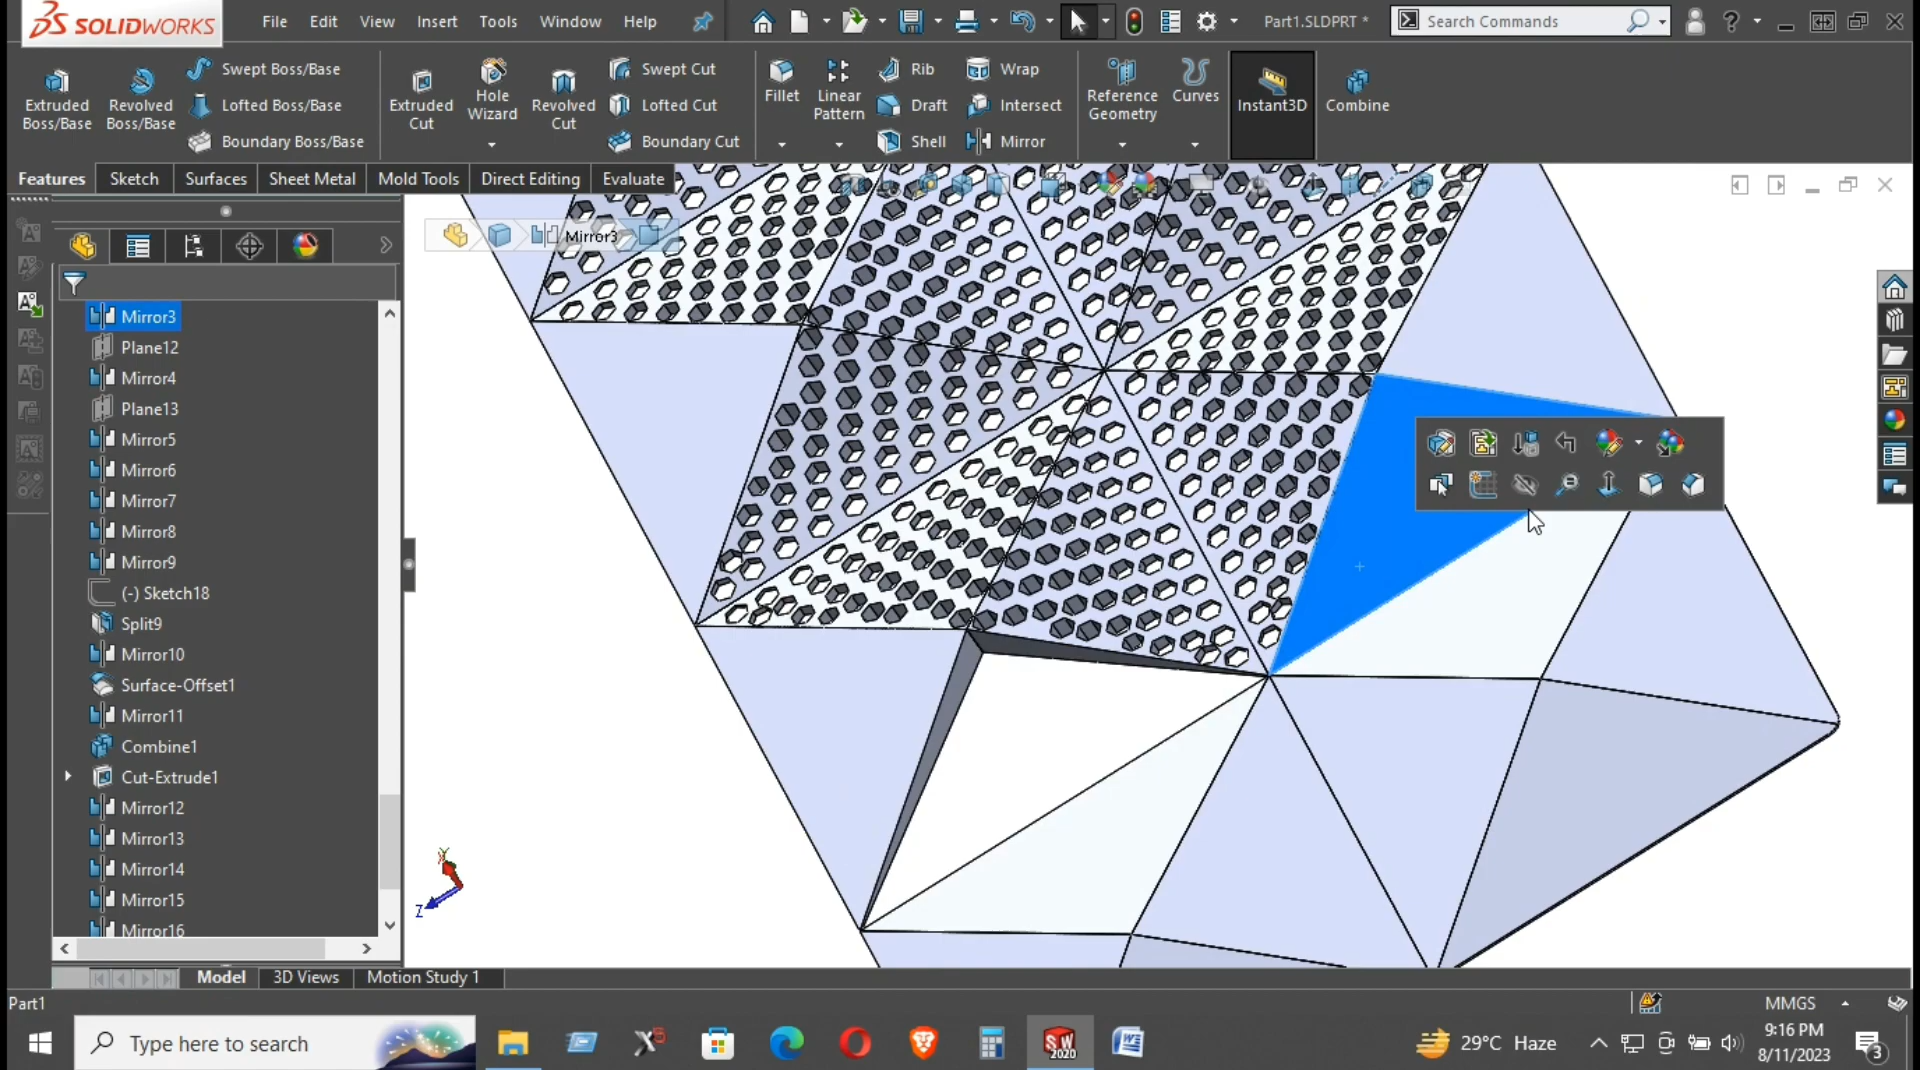 SOLIDWORKS
File Edit View Insert Tools Window Help
Part1.SLDPRT *
Search Commands
Extruded Boss/Base
Revolved Boss/Base
Swept Boss/Base
Lofted Boss/Base
Boundary Boss/Base
Extruded Cut
Hole Wizard
Revolved Cut
Swept Cut
Lofted Cut
Boundary Cut
Fillet
Linear Pattern
Rib
Draft
Shell
Wrap
Intersect
Mirror
Reference Geometry
Curves
Instant3D
Combine
Features Sketch Surfaces Sheet Metal Mold Tools Direct Editing Evaluate
Mirror3
Mirror3
Plane12
Mirror4
Plane13
Mirror5
Mirror6
Mirror7
Mirror8
Mirror9
(-) Sketch18
Split9
Mirror10
Surface-Offset1
Mirror11
Combine1
Cut-Extrude1
Mirror12
Mirror13
Mirror14
Mirror15
Mirror16
Z
Model 3D Views Motion Study 1
Part1
MMGS
Type here to search
SW 2020
29°C Haze
9:16 PM
8/11/2023
3